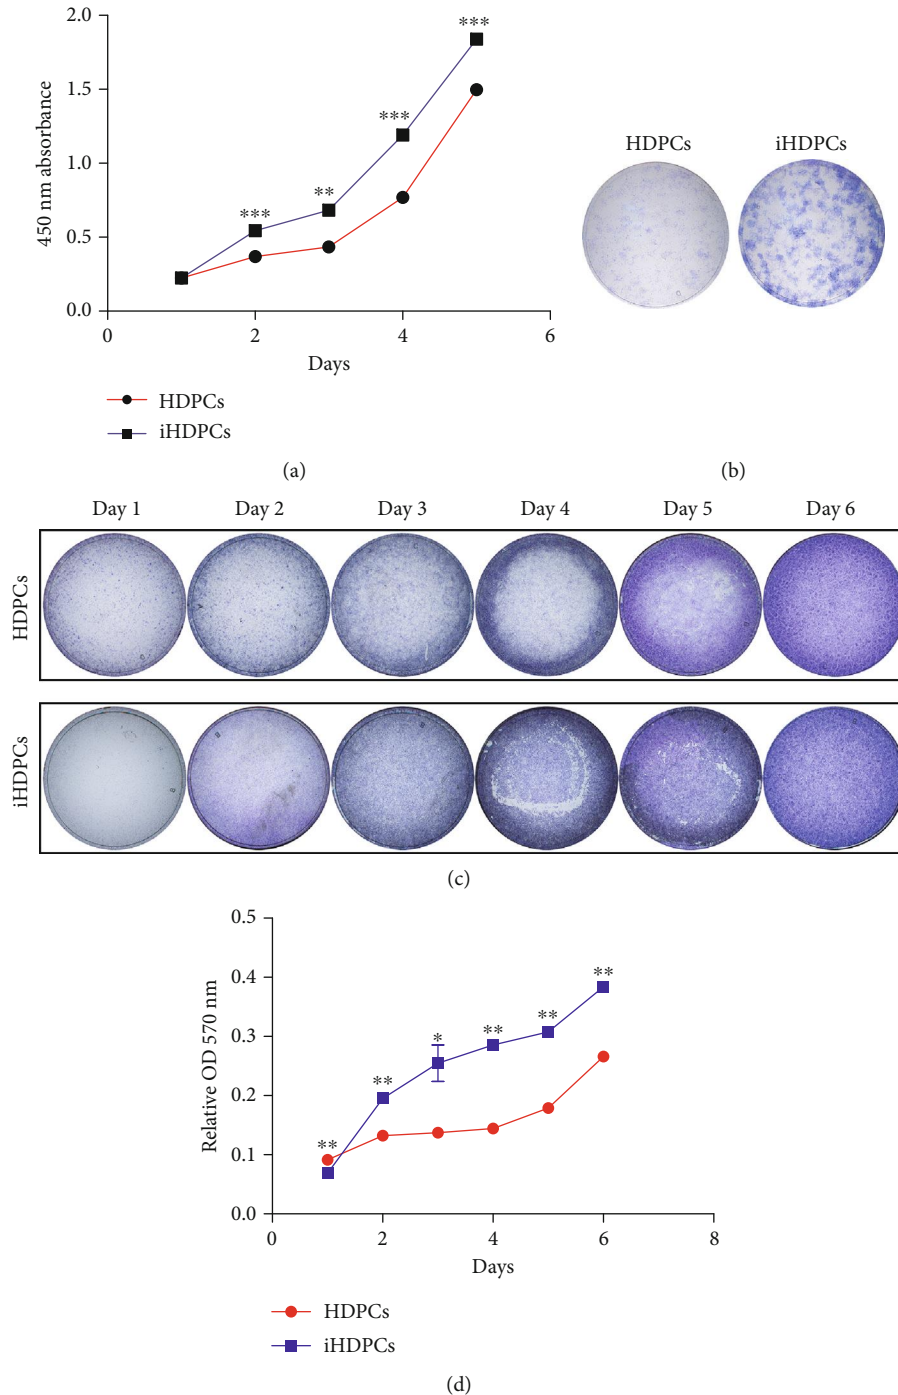 2.0
1.5
1.0
0.5
0.0
450 nm absorbance
***
**
***
***
0
2
4
6
Days
HDPCs
iHDPCs
(a)
HDPCs
iHDPCs
(b)
Day 1
Day 2
Day 3
Day 4
Day 5
Day 6
HDPCs
iHDPCs
(c)
0.5
0.4
0.3
0.2
0.1
0.0
Relative OD 570 nm
**
**
*
**
**
**
0
2
4
6
8
Days
HDPCs
iHDPCs
(d)